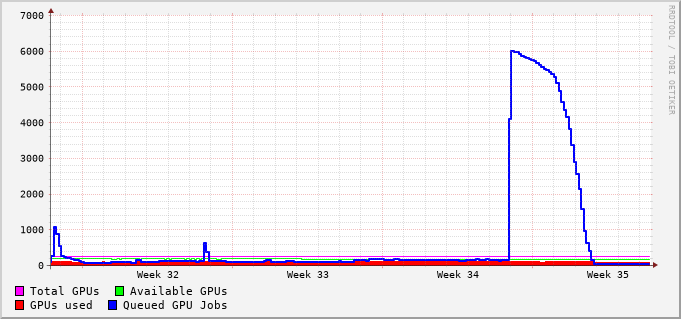 7000
6000
5000
4000
3000
2000
1000
0
Week 32 Week 33 Week 34 Week 35
Total GPUs Available GPUs
GPUs used Queued GPU Jobs
RRDTOOL / TOBI OETIKER